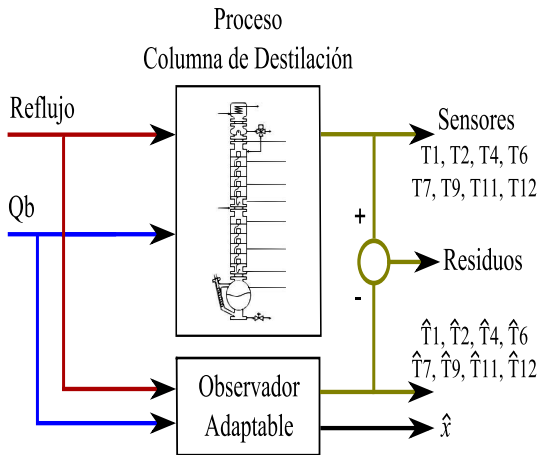 Proceso
Columna de Destilación
Reflujo
Qb
Sensores
T1, T2, T4, T6
T7, T9, T11, T12
+
Residuos
-
T̂1, T̂2, T̂4, T̂6
T̂7, T̂9, T̂11, T̂12
Observador
Adaptable
x̂